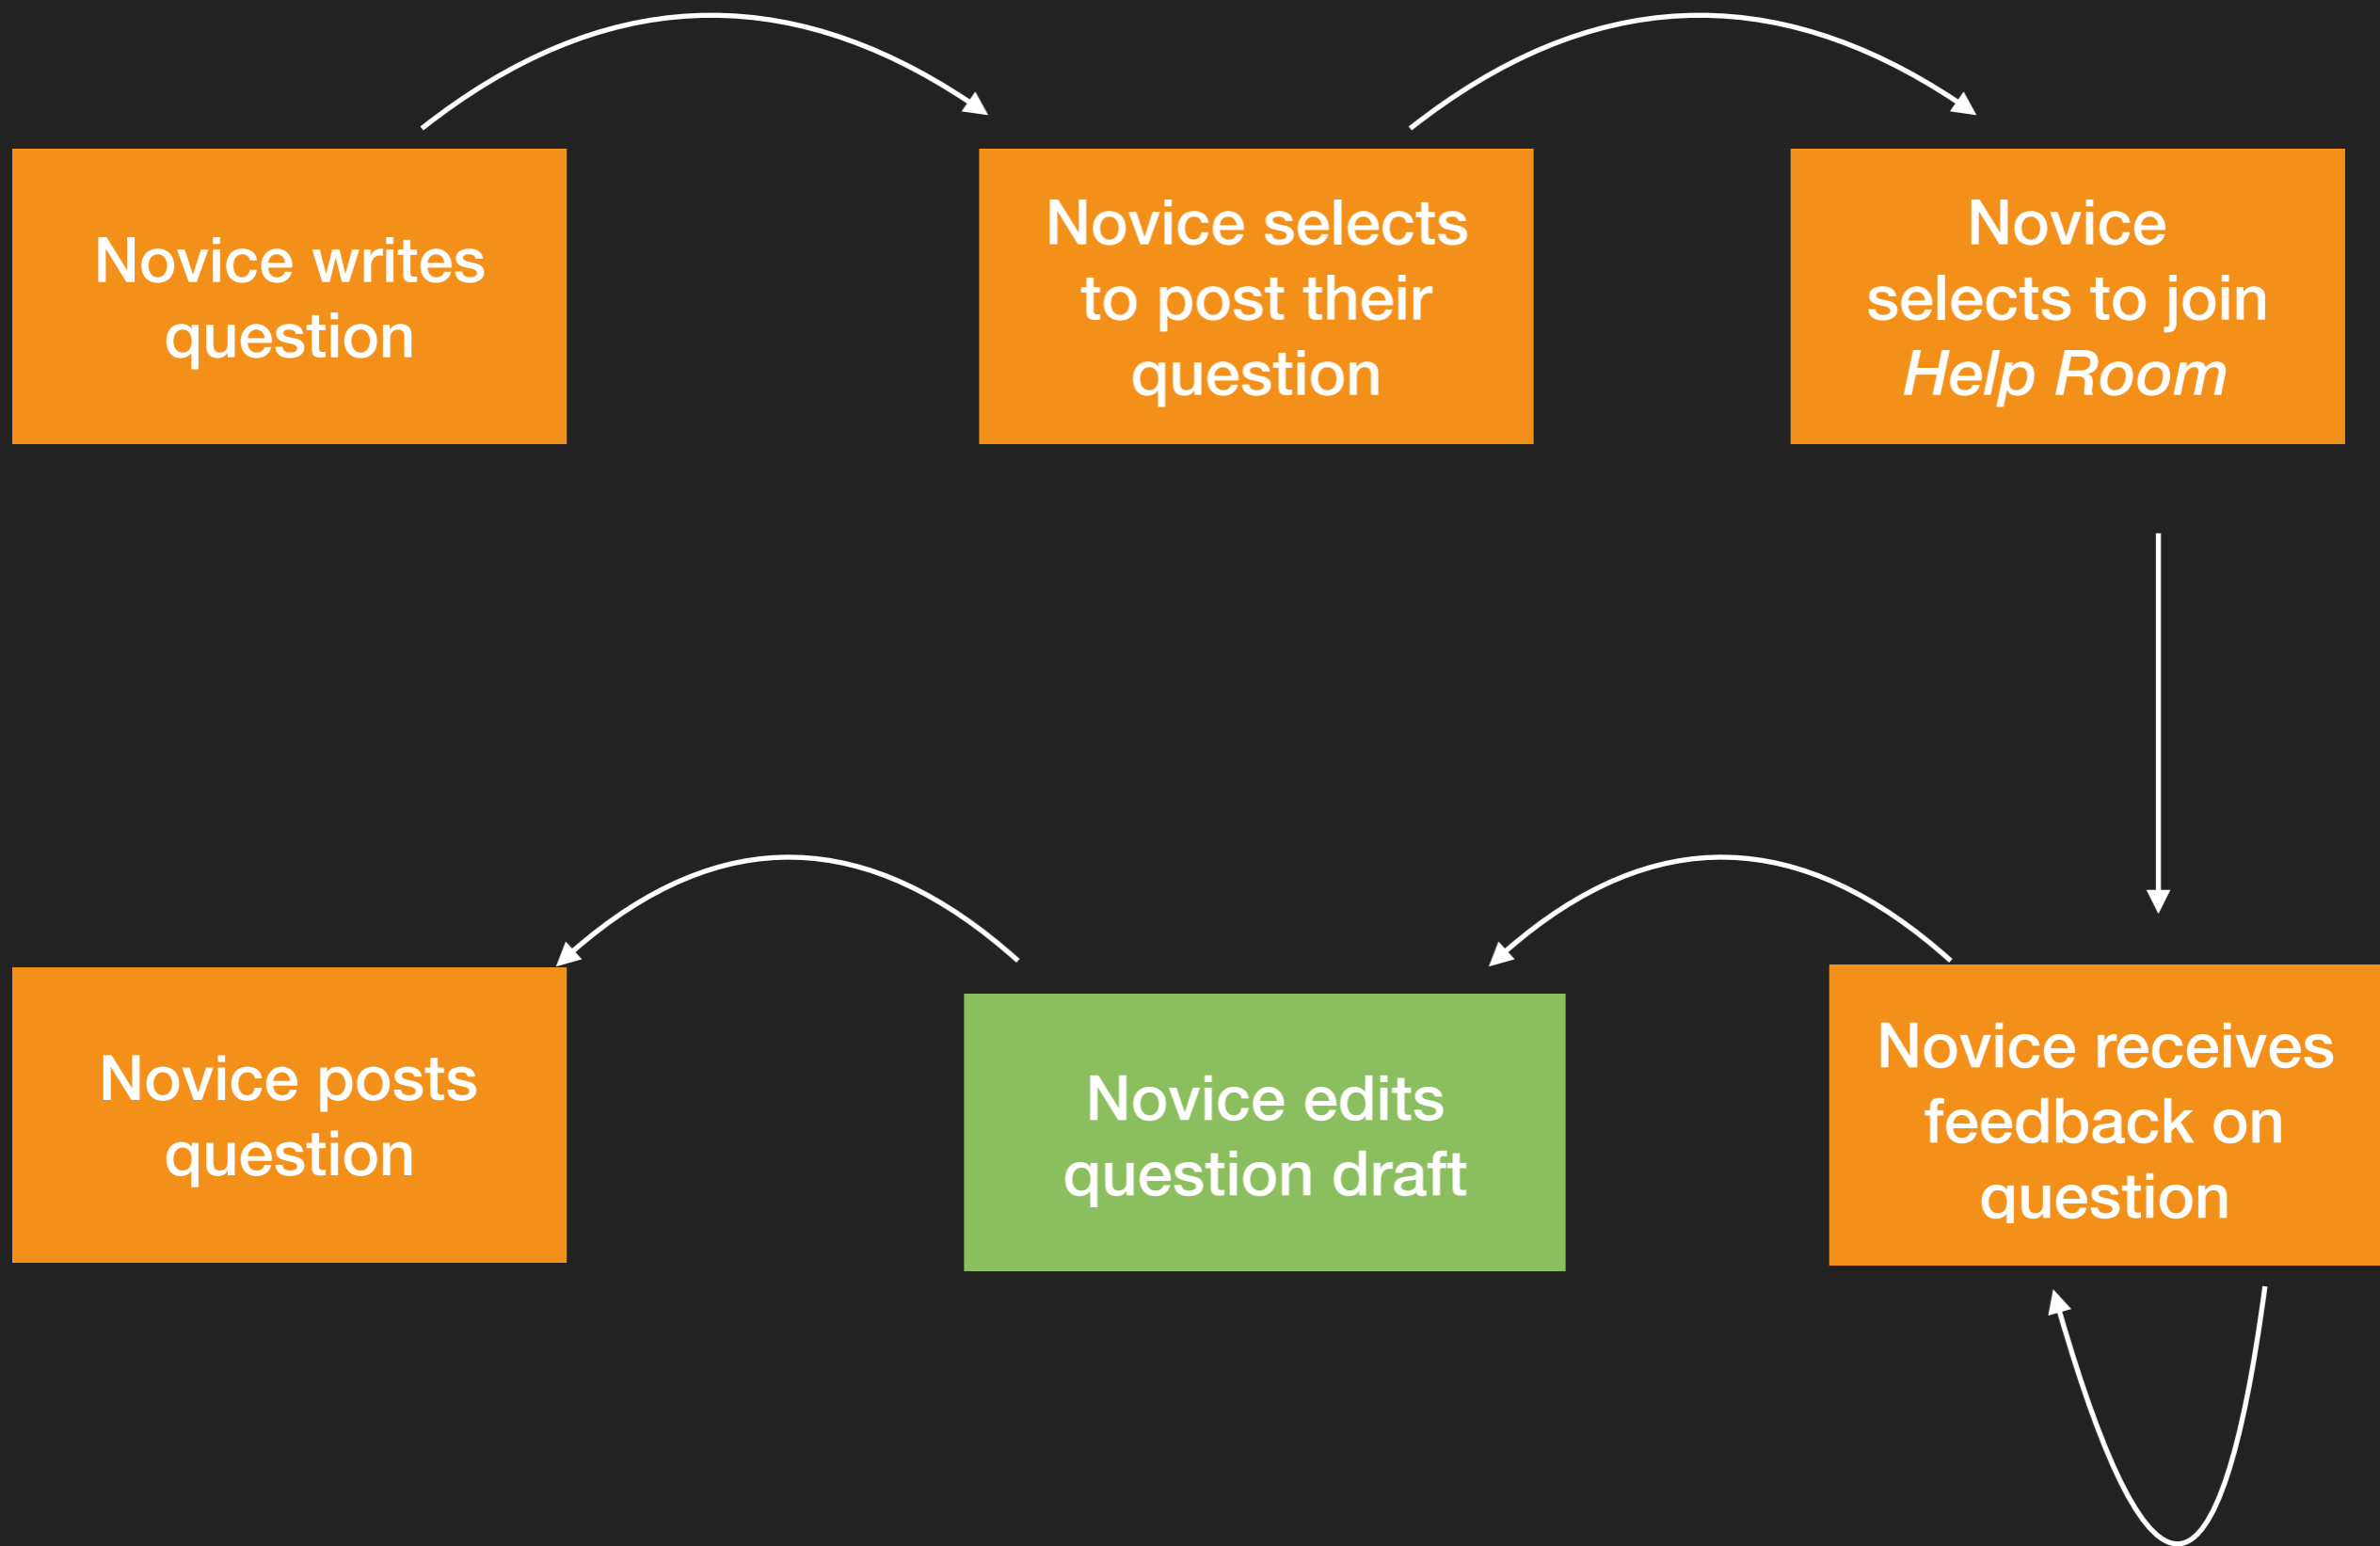 Novice writes
question
Novice selects
to post their
question
Novice
selects to join
Help Room
Novice posts
question
Novice edits
question draft
Novice receives
feedback on
question